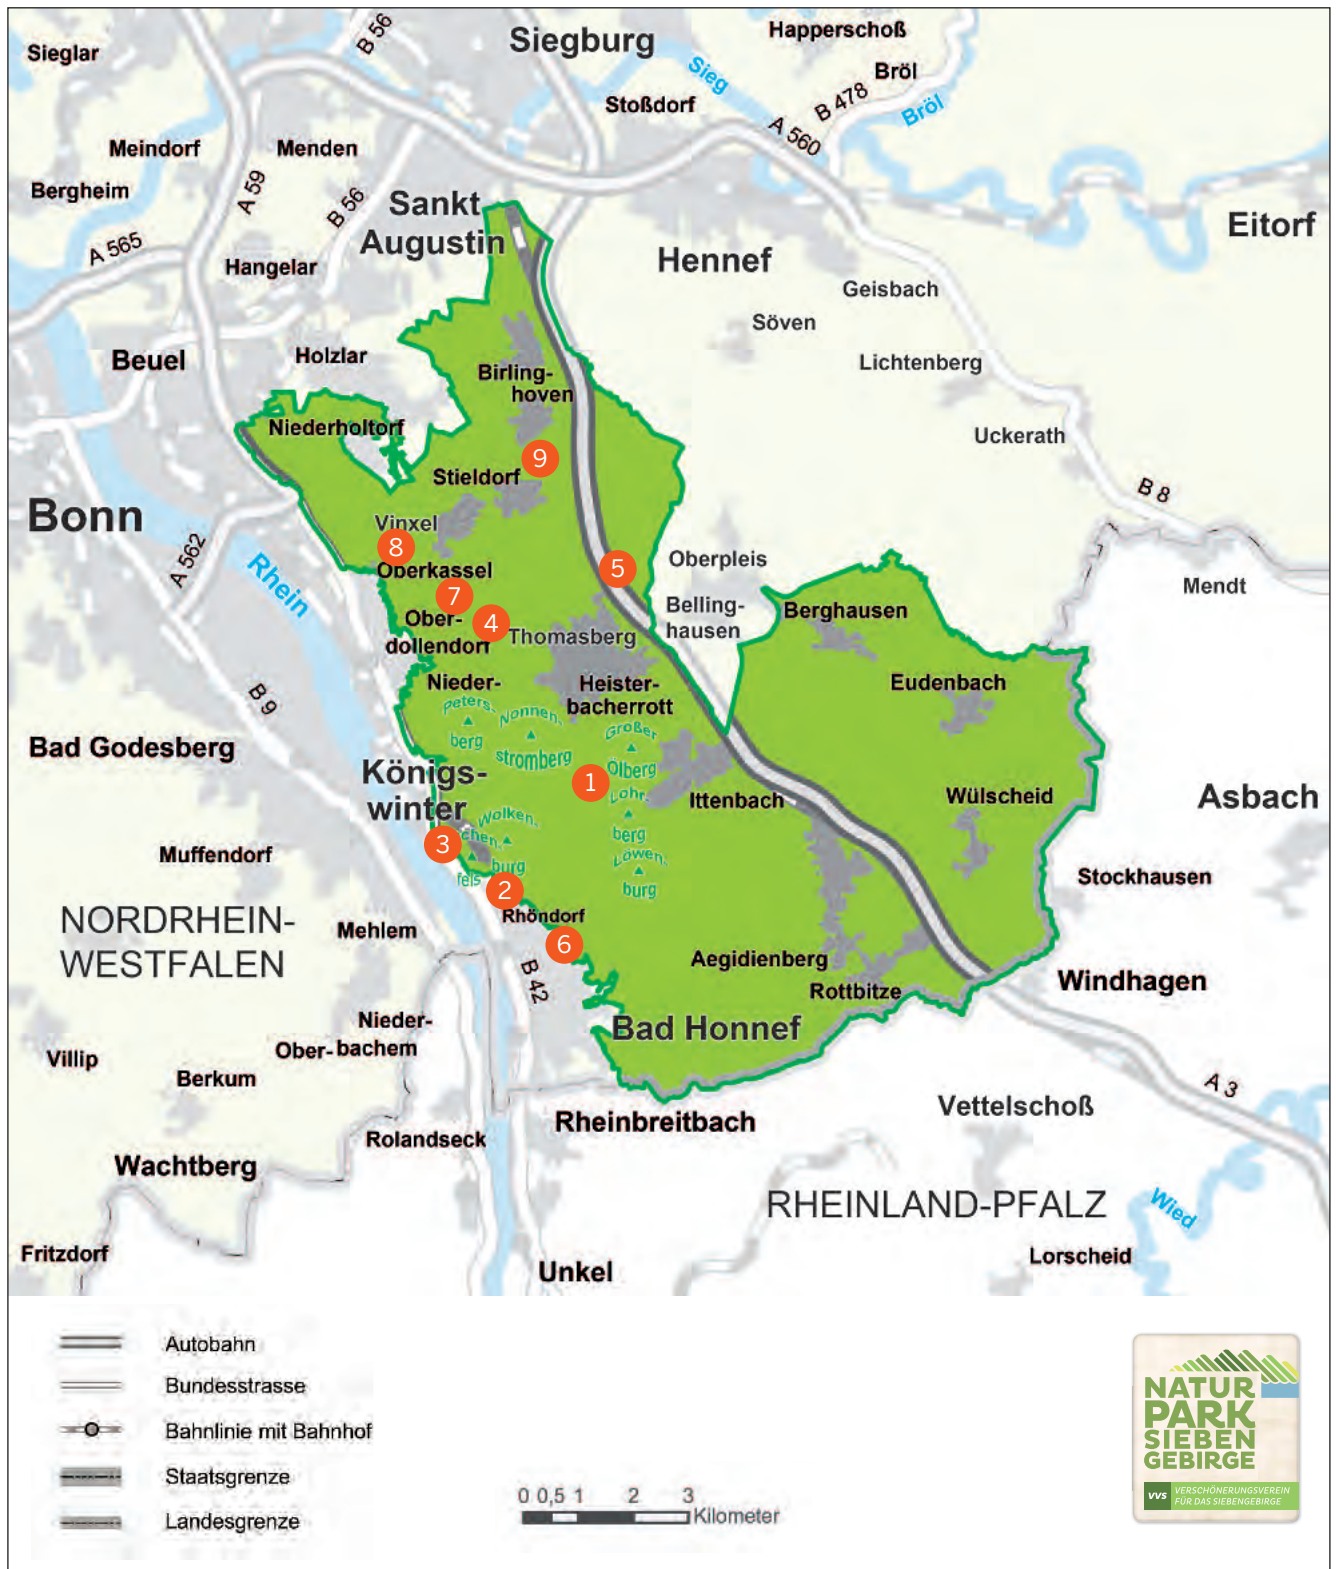 Sieglar
B 56
Siegburg
Happerschoß
Bröl
Sieg
Stoßdorf
B 478
Bröl
A 560
Meindorf
Menden
Bergheim
A 59
B 56
Sankt
Augustin
A 565
Hangelar
Hennef
Eitorf
Geisbach
Söven
Beuel
Holzlar
Lichtenberg
Birling-
hoven
Niederholtorf
Uckerath
9
Stieldorf
B 8
Bonn
Vinxel
8
A 562
Rhein
Oberkassel
5
Oberpleis
Mendt
7
Belling-
hausen
Berghausen
Ober-
dollendorf
4
Thomasberg
Nieder-
Heister-
bacherrott
Eudenbach
B 9
Peters-
berg
Nonnen-
stromberg
Großer
Ölberg
Bad Godesberg
Königs-
winter
1
Lohr-
berg
Ittenbach
Wülscheid
Asbach
Wolken-
burg
3
chen-
fels
Löwen-
burg
Muffendorf
2
Stockhausen
NORDRHEIN-
WESTFALEN
Mehlem
Rhöndorf
6
Aegidienberg
B 42
Rottbitze
Windhagen
Bad Honnef
Nieder-
Ober- bachem
Villip
Berkum
A 3
Vettelschoß
Rheinbreitbach
Rolandseck
Wachtberg
RHEINLAND-PFALZ
Wied
Fritzdorf
Lorscheid
Unkel
Autobahn
Bundesstrasse
Bahnlinie mit Bahnhof
Staatsgrenze
Landesgrenze
0 0,5 1 2 3
Kilometer
NATUR
PARK
SIEBEN
GEBIRGE
vvs VERSCHÖNERUNGSVEREIN
FÜR DAS SIEBENGEBIRGE